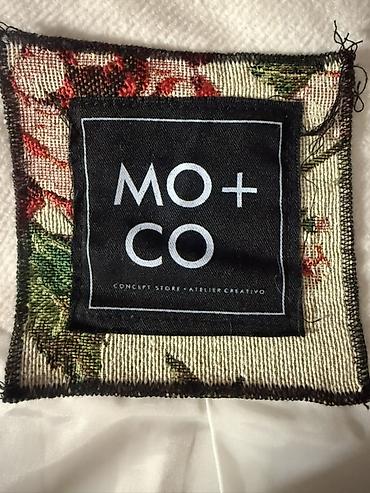 MO+
CO
CONCEPT STORE • ATELIER CREATIVO